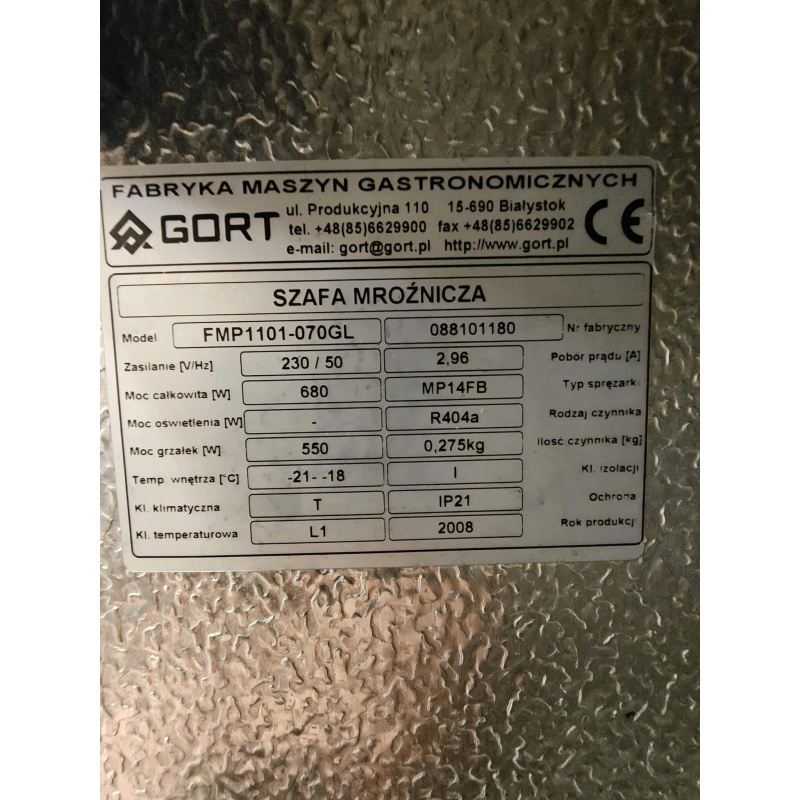 FABRYKA MASZYN GASTRONOMICZNYCH
GORT
ul. Produkcyjna 110 15-690 Białystok
tel. +48(85)6629900 fax +48(85)6629902
e-mail: gort@gort.pl http://www.gort.pl
CE
SZAFA MROŹNICZA
Model FMP1101-070GL 088101180 Nr fabryczny
Zasilanie [V/Hz] 230 / 50 2,96 Pobór prądu [A]
Moc całkowita [W] 680 MP14FB Typ sprężark
Moc oświetlenia [W] - R404a Rodzaj czynnika
Moc grzałek [W] 550 0,275kg Ilość czynnika [kg]
Temp. wnętrza [°C] -21- -18 I Kl. izolacji
Kl. klimatyczna T IP21 Ochrona
Kl. temperaturowa L1 2008 Rok produkcj